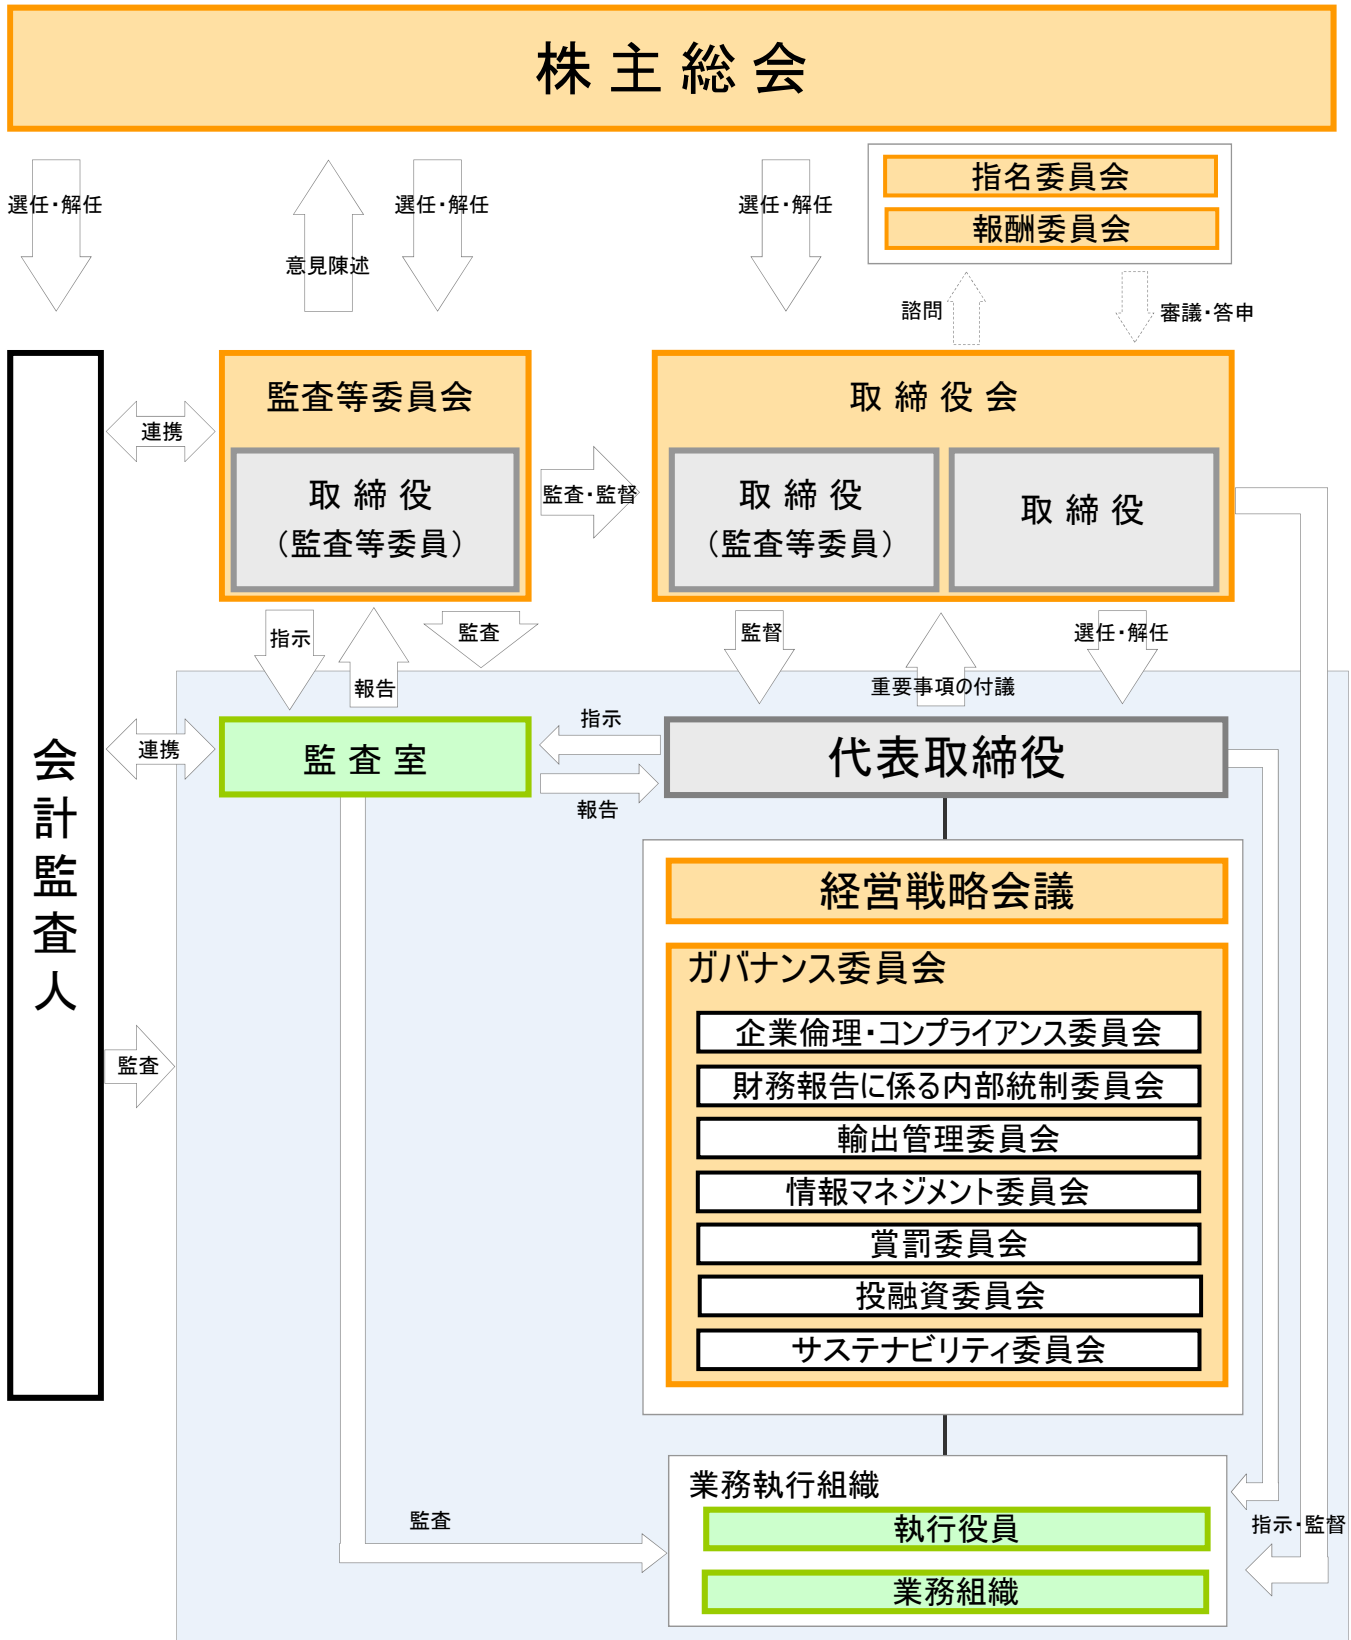 株主総会
指名委員会
報酬委員会
選任・解任
意見陳述
選任・解任
選任・解任
諮問
審議・答申
監査等委員会
取締役
（監査等委員）
連携
監査・監督
取締役会
取締役
（監査等委員）
取締役
指示
報告
監査
監督
重要事項の付議
選任・解任
会計監査人
連携
監査室
指示
報告
代表取締役
経営戦略会議
ガバナンス委員会
企業倫理・コンプライアンス委員会
財務報告に係る内部統制委員会
輸出管理委員会
情報マネジメント委員会
賞罰委員会
投融資委員会
サステナビリティ委員会
監査
業務執行組織
執行役員
業務組織
監査
指示・監督